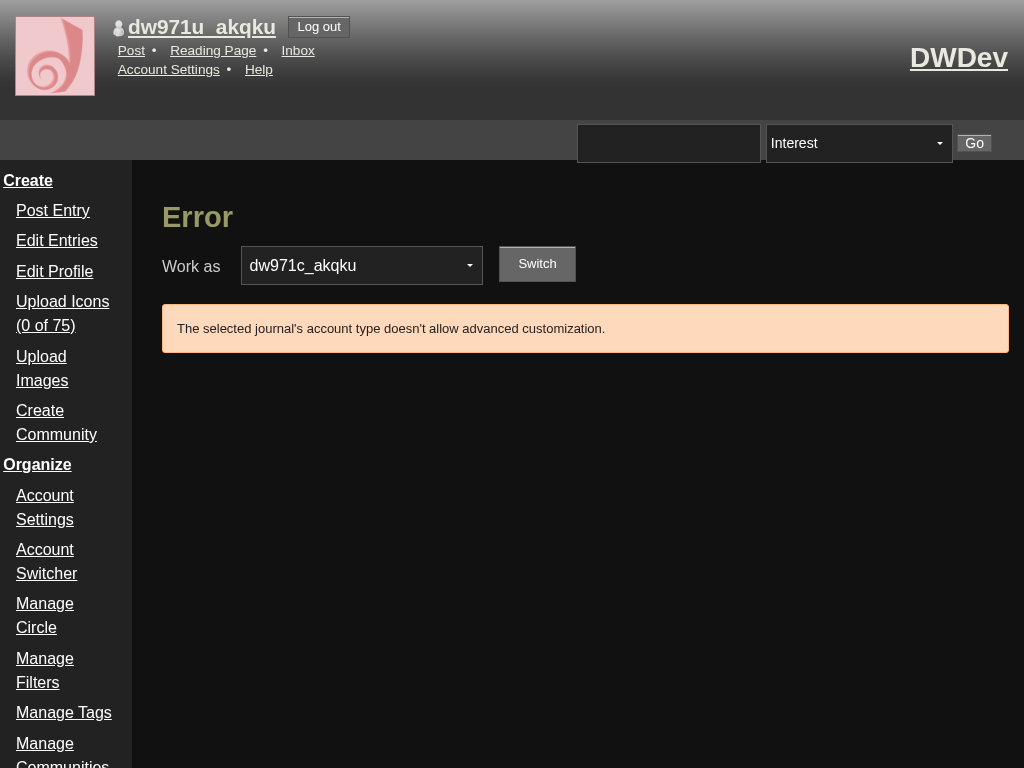 dw971u_akqku Log out
Post • Reading Page • Inbox
Account Settings • Help
DWDev
Interest Go
Create
Post Entry
Edit Entries
Edit Profile
Upload Icons
(0 of 75)
Upload
Images
Create
Community
Organize
Account
Settings
Account
Switcher
Manage
Circle
Manage
Filters
Manage Tags
Manage
Communities
Error
Work as dw971c_akqku Switch
The selected journal's account type doesn't allow advanced customization.